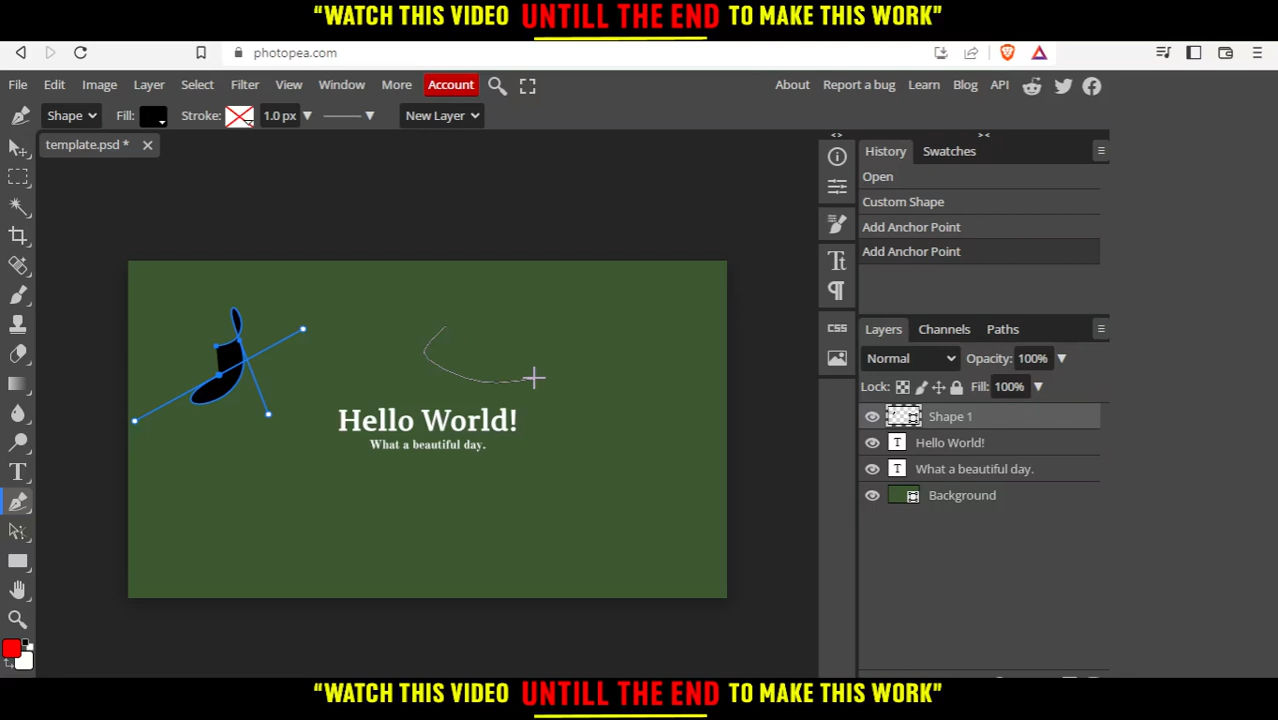 “WATCH THIS VIDEO UNTILL THE END TO MAKE THIS WORK”
photopea.com
File Edit Image Layer Select Filter View Window More Account About Report a bug Learn Blog API
Shape Fill: Stroke: 1.0 px New Layer
template.psd *
History Swatches
Open
Custom Shape
Add Anchor Point
Add Anchor Point
CSS
Layers Channels Paths
Normal Opacity: 100%
Lock: Fill: 100%
Shape 1
Hello World!
What a beautiful day.
Background
Hello World!
What a beautiful day.
“WATCH THIS VIDEO UNTILL THE END TO MAKE THIS WORK”